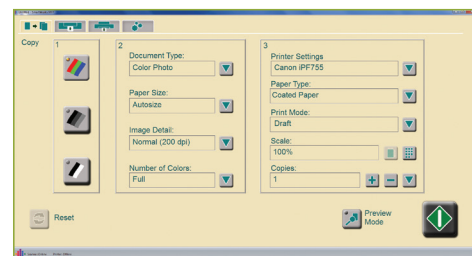 Copy
1
2
Document Type:
Color Photo
Paper Size:
Autosize
Image Detail:
Normal (200 dpi)
Number of Colors:
Full
3
Printer Settings
Canon iPF755
Paper Type:
Coated Paper
Print Mode:
Draft
Scale:
100%
Copies:
1
Reset
Preview
Mode